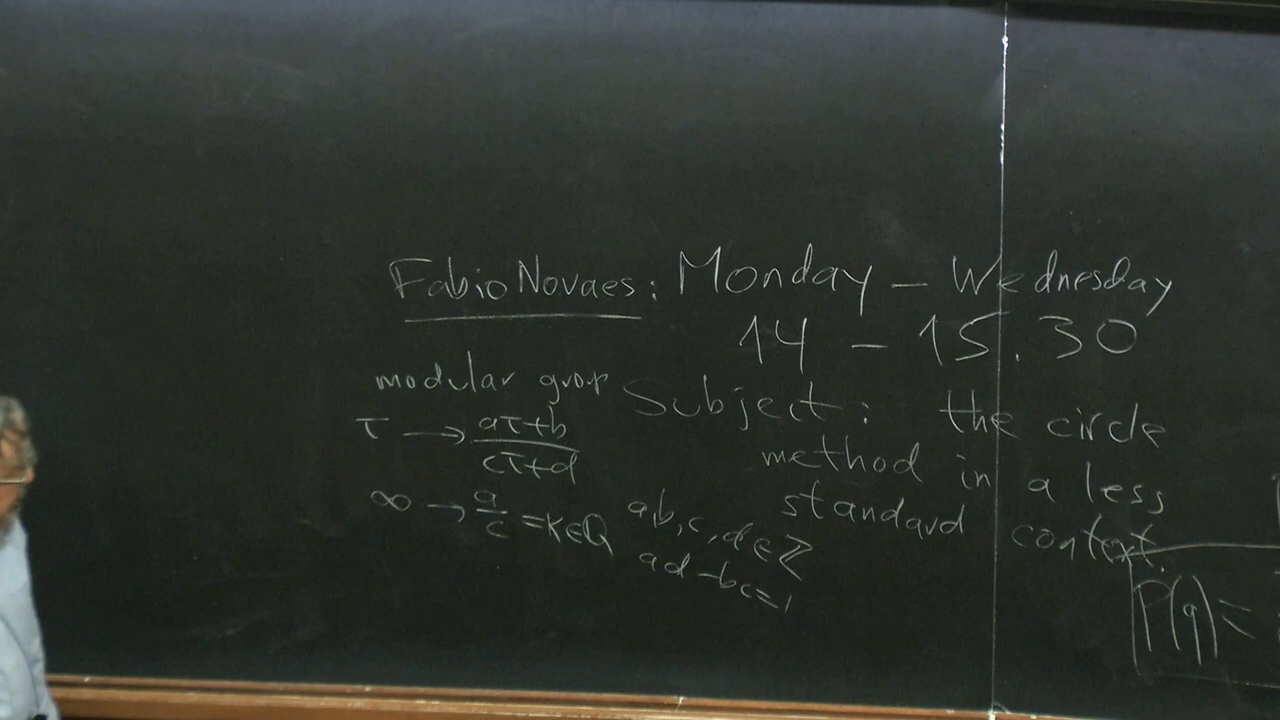 Fabio Novaes: Monday – Wednesday
14 – 15.30
Subject: the circle
method in a less
standard context.
modular group
τ → aτ+b / cτ+d
∞ → a/c = K∈Q
a,b,c,d ∈ Z
ad-bc=1
P(q) =